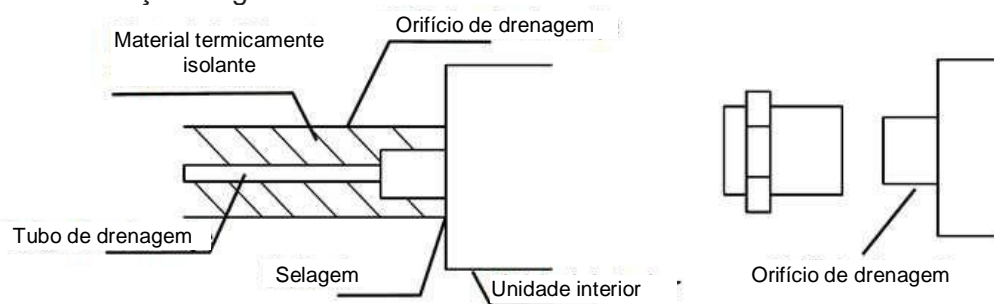 Orifício de drenagem
Material termicamente
isolante
Tubo de drenagem
Selagem
Unidade interior
Orifício de drenagem